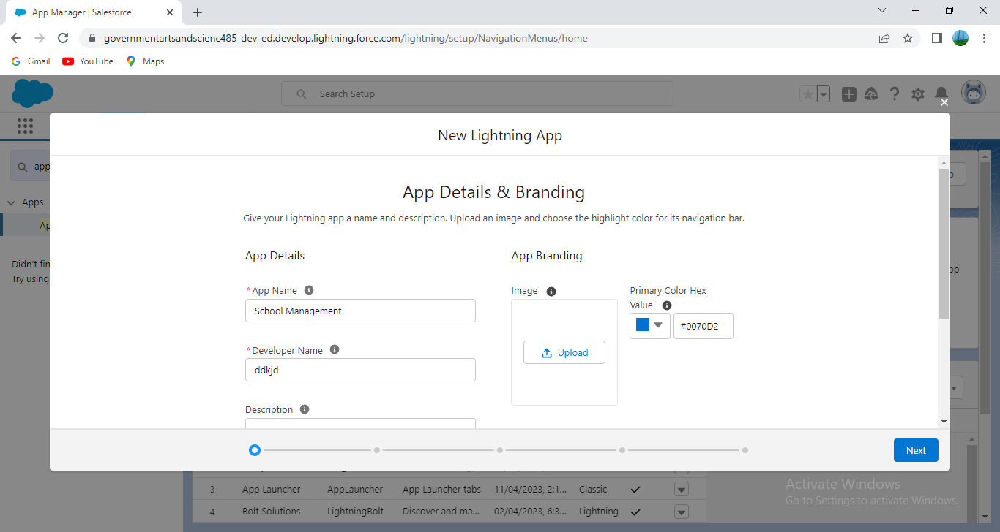 App Manager | Salesforce
governmentartsandscienc485-dev-ed.develop.lightning.force.com/lightning/setup/NavigationMenus/home
Gmail YouTube Maps
Search Setup
New Lightning App
app
App Details & Branding
Apps
Give your Lightning app a name and description. Upload an image and choose the highlight color for its navigation bar.
Ap
App Details App Branding
Didn't fin
Try using
*App Name Image Primary Color Hex
Value
School Management
#0070D2
*Developer Name
Upload
ddkjd
Description
Next
3 App Launcher AppLauncher App Launcher tabs 11/04/2023, 2:1... Classic
4 Bolt Solutions LightningBolt Discover and ma... 02/04/2023, 6:3... Lightning
Activate Windows
Go to Settings to activate Windows.